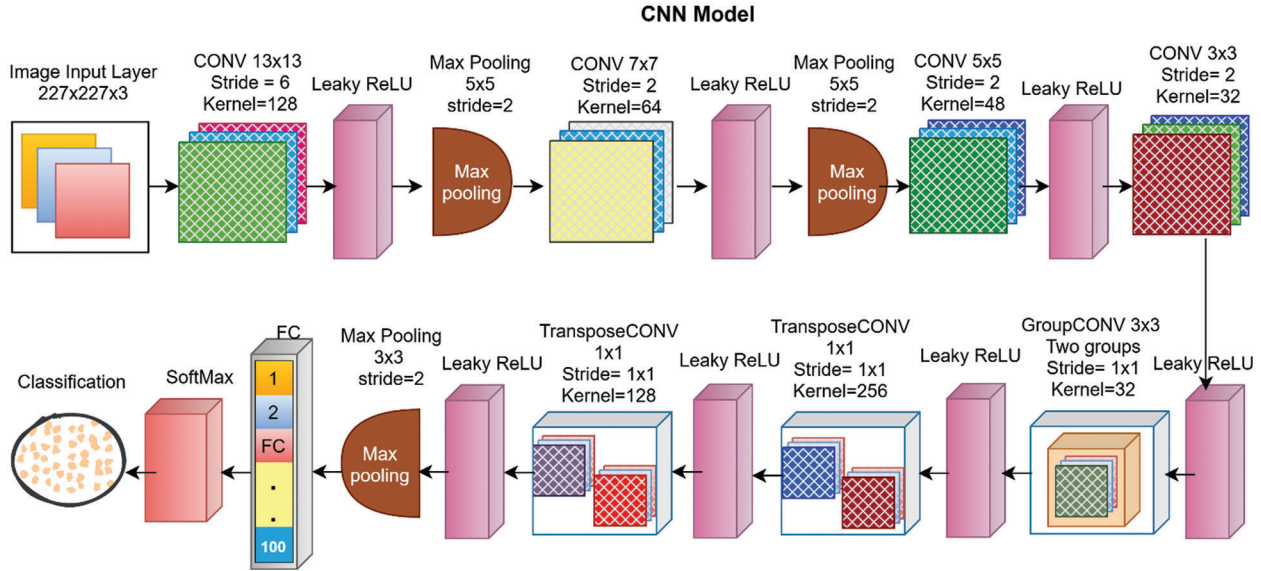 CNN Model
Image Input Layer
227x227x3
CONV 13x13
Stride = 6
Kernel=128
Leaky ReLU
Max Pooling
5x5
stride=2
Max
pooling
CONV 7x7
Stride= 2
Kernel=64
Leaky ReLU
Max Pooling
5x5
stride=2
Max
pooling
CONV 5x5
Stride= 2
Kernel=48
Leaky ReLU
CONV 3x3
Stride= 2
Kernel=32
Leaky ReLU
GroupCONV 3x3
Two groups
Stride= 1x1
Kernel=32
Leaky ReLU
TransposeCONV
1x1
Stride= 1x1
Kernel=256
Leaky ReLU
TransposeCONV
1x1
Stride= 1x1
Kernel=128
Leaky ReLU
Max Pooling
3x3
stride=2
Max
pooling
FC
1
2
FC
.
.
100
SoftMax
Classification